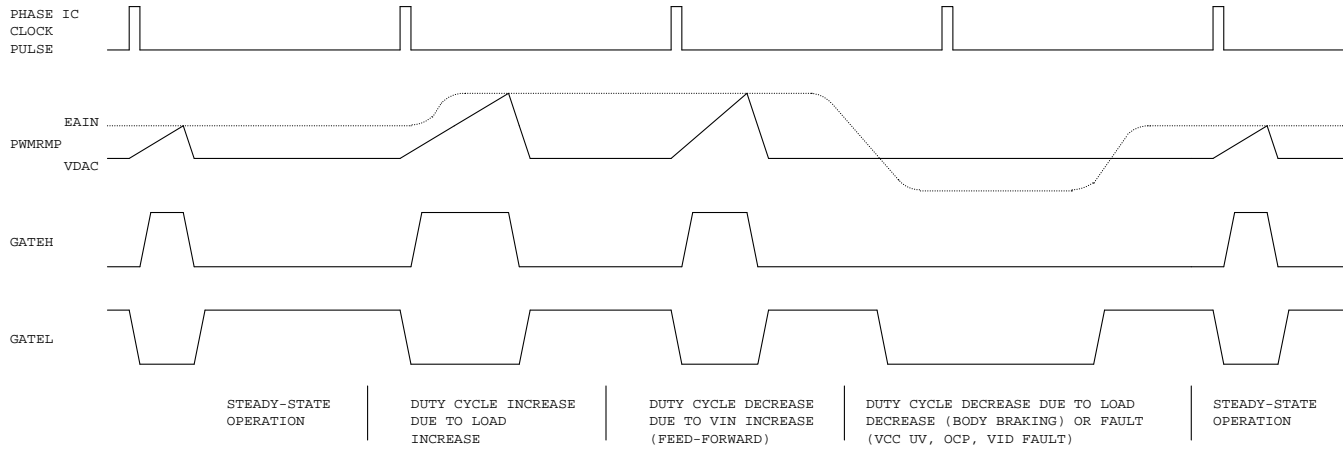 PHASE IC
CLOCK
PULSE
EAIN
PWMRMP
VDAC
GATEH
GATEL
STEADY-STATE
OPERATION
DUTY CYCLE INCREASE
DUE TO LOAD
INCREASE
DUTY CYCLE DECREASE
DUE TO VIN INCREASE
(FEED-FORWARD)
DUTY CYCLE DECREASE DUE TO LOAD
DECREASE (BODY BRAKING) OR FAULT
(VCC UV, OCP, VID FAULT)
STEADY-STATE
OPERATION